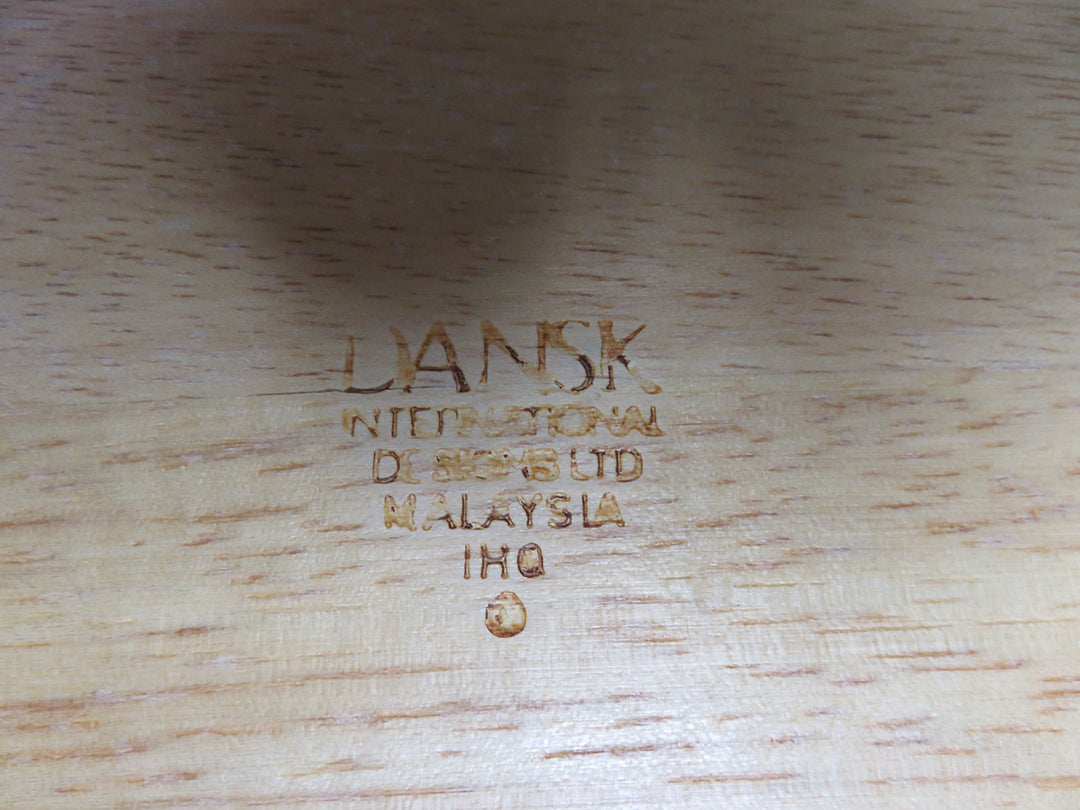 DANSK
INTERNATIONAL
DESIGNS LTD
MALAYSIA
IHQ